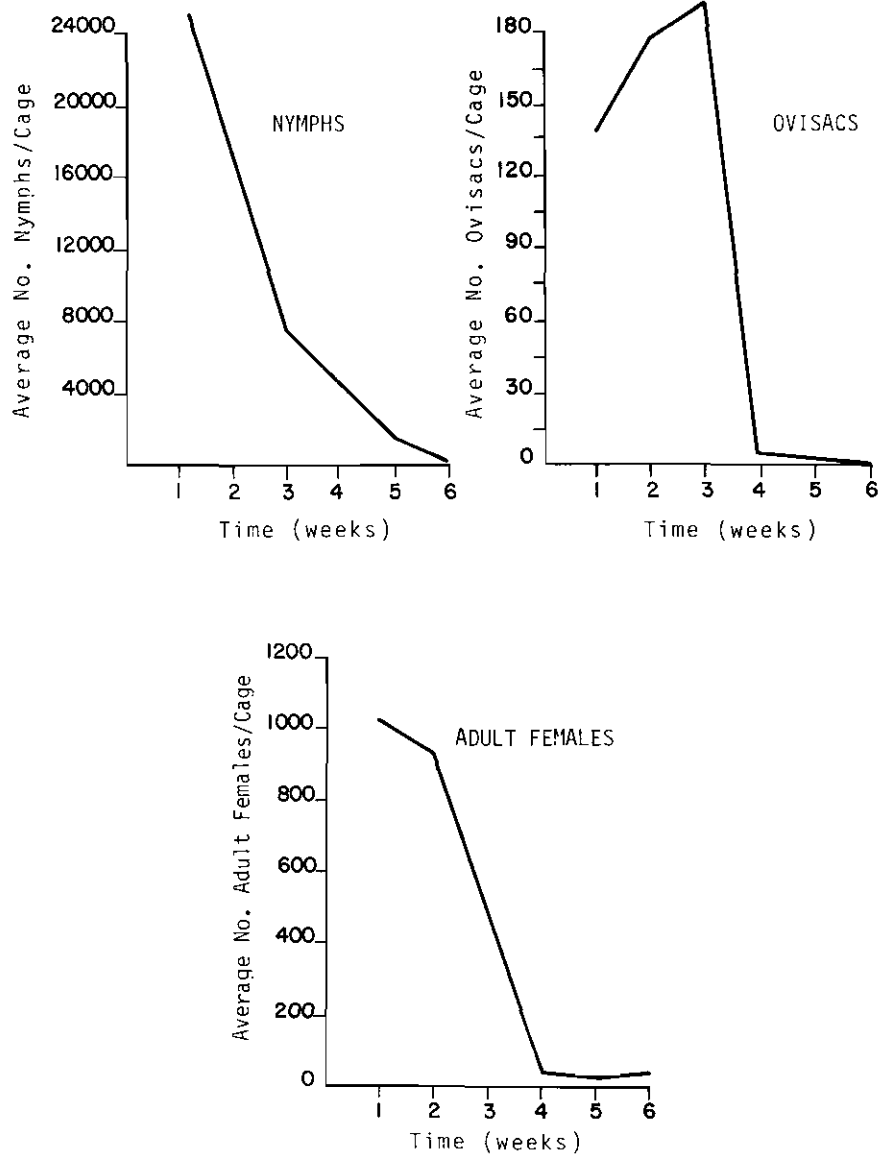 Average No. Nymphs/Cage
24000
20000
16000
12000
8000
4000
NYMPHS
1 2 3 4 5 6
Time (weeks)
Average No. Ovisacs/Cage
180
150
120
90
60
30
0
OVISACS
1 2 3 4 5 6
Time (weeks)
Average No. Adult Females/Cage
1200
1000
800
600
400
200
0
ADULT FEMALES
1 2 3 4 5 6
Time (weeks)